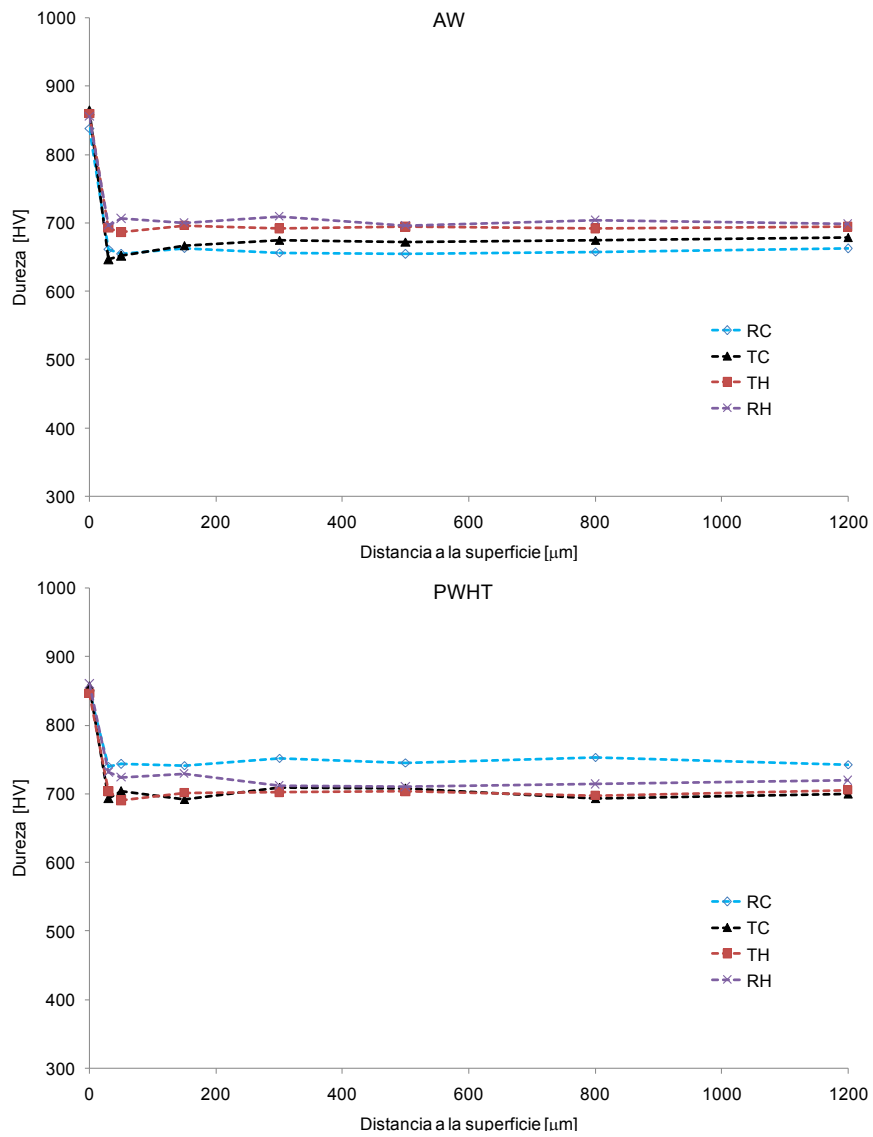 AW
1000
900
800
700
600
500
400
300
Dureza [HV]
0 200 400 600 800 1000 1200
Distancia a la superficie [μm]
RC
TC
TH
RH
PWHT
1000
900
800
700
600
500
400
300
Dureza [HV]
0 200 400 600 800 1000 1200
Distancia a la superficie [μm]
RC
TC
TH
RH